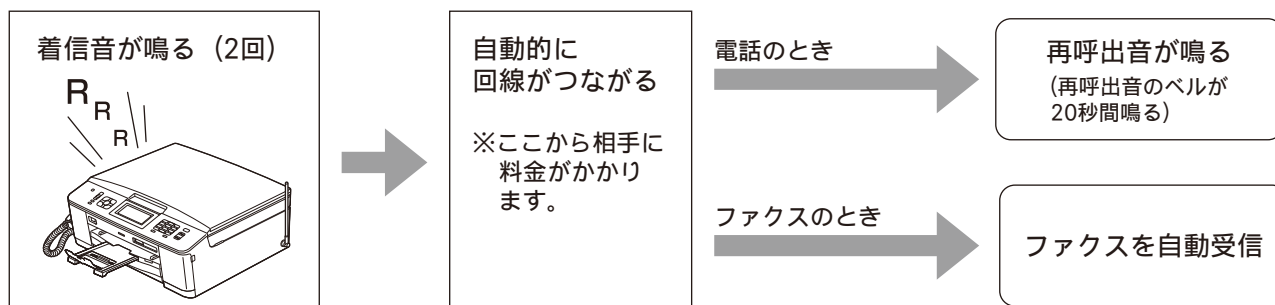 着信音が鳴る（2回）
R
R
R
自動的に
回線がつながる
※ここから相手に
料金がかかり
ます。
電話のとき
再呼出音が鳴る
(再呼出音のベルが
20秒間鳴る)
ファクスのとき
ファクスを自動受信